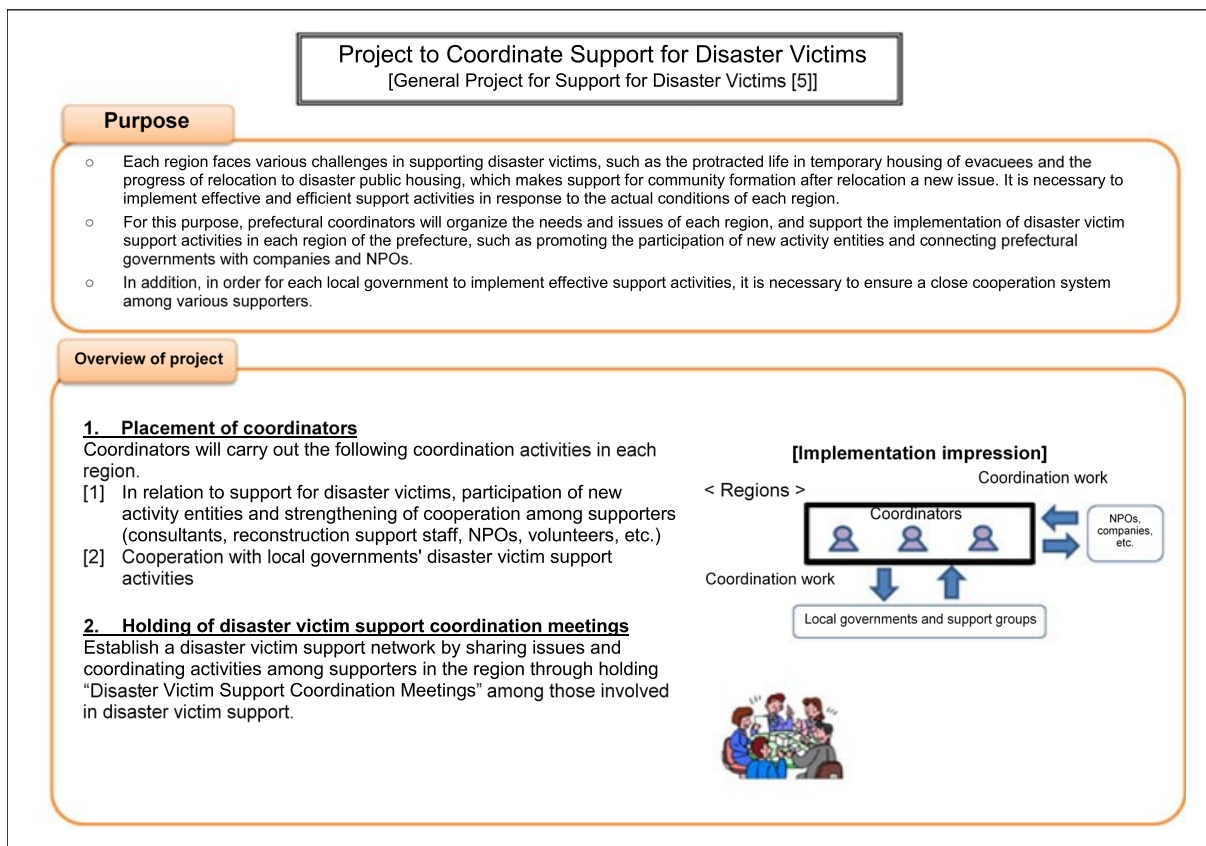 Project to Coordinate Support for Disaster Victims
[General Project for Support for Disaster Victims [5]]
Purpose
○ Each region faces various challenges in supporting disaster victims, such as the protracted life in temporary housing of evacuees and the
progress of relocation to disaster public housing, which makes support for community formation after relocation a new issue. It is necessary to
implement effective and efficient support activities in response to the actual conditions of each region.
○ For this purpose, prefectural coordinators will organize the needs and issues of each region, and support the implementation of disaster victim
support activities in each region of the prefecture, such as promoting the participation of new activity entities and connecting prefectural
governments with companies and NPOs.
○ In addition, in order for each local government to implement effective support activities, it is necessary to ensure a close cooperation system
among various supporters.
Overview of project
1. Placement of coordinators
Coordinators will carry out the following coordination activities in each
region.
[1] In relation to support for disaster victims, participation of new
activity entities and strengthening of cooperation among supporters
(consultants, reconstruction support staff, NPOs, volunteers, etc.)
[2] Cooperation with local governments' disaster victim support
activities
2. Holding of disaster victim support coordination meetings
Establish a disaster victim support network by sharing issues and
coordinating activities among supporters in the region through holding
“Disaster Victim Support Coordination Meetings” among those involved
in disaster victim support.
[Implementation impression]
Coordination work
< Regions >
Coordinators
NPOs,
companies,
etc.
Coordination work
Local governments and support groups